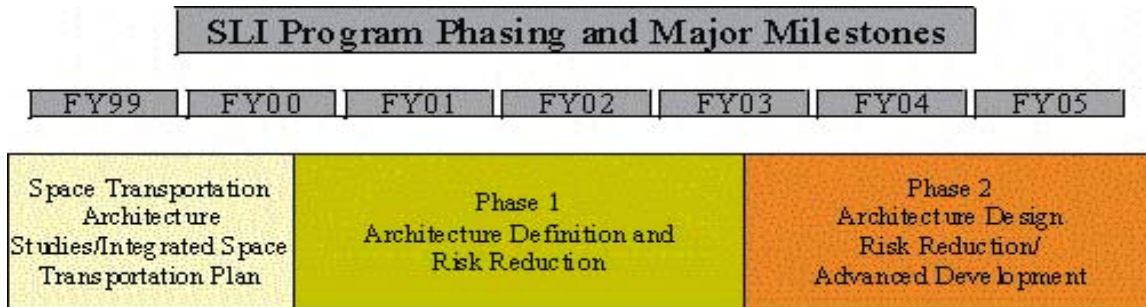 SLI Program Phasing and Major Milestones
FY99 FY00 FY01 FY02 FY03 FY04 FY05
Space Transportation
Architecture
Studies/Integrated Space
Transportation Plan
Phase 1
Architecture Definition and
Risk Reduction
Phase 2
Architecture Design
Risk Reduction/
Advanced Development